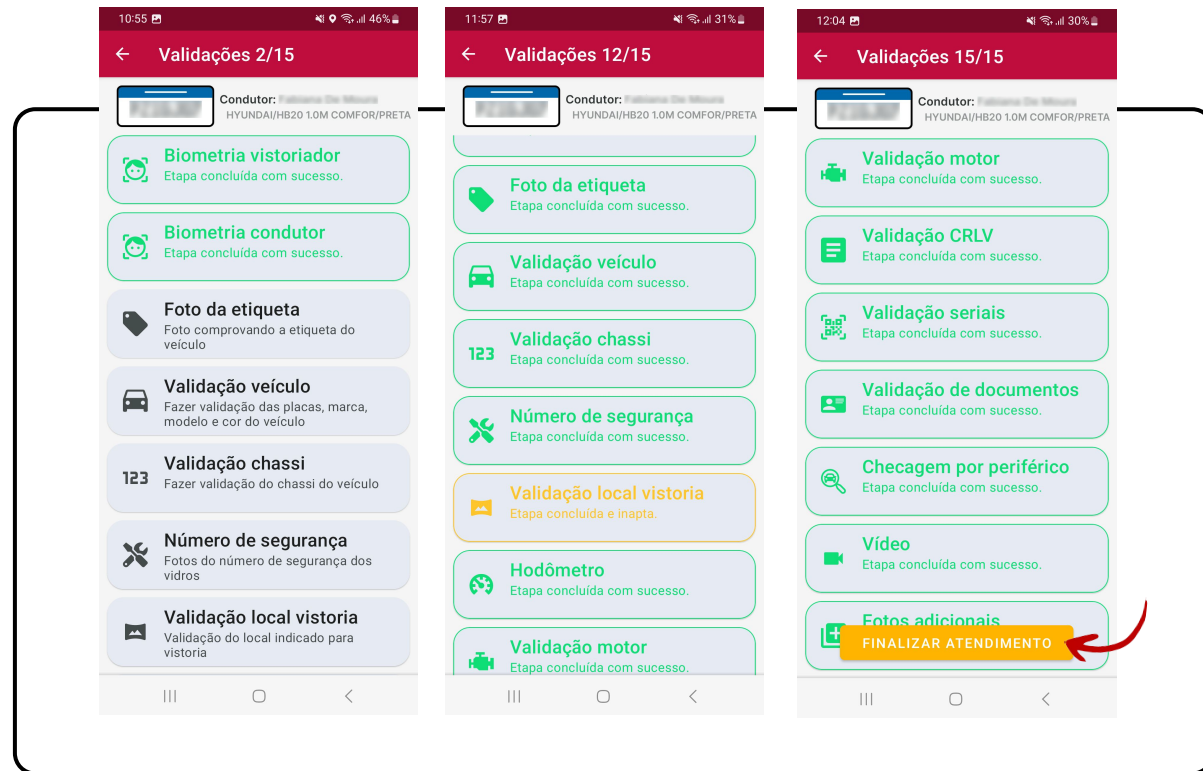 10:55
46%
Validações 2/15
Condutor:
HYUNDAI/HB20 1.0M COMFOR/PRETA
Biometria vistoriador
Etapa concluída com sucesso.
Biometria condutor
Etapa concluída com sucesso.
Foto da etiqueta
Foto comprovando a etiqueta do
veículo
Validação veículo
Fazer validação das placas, marca,
modelo e cor do veículo
123
Validação chassi
Fazer validação do chassi do veículo
Número de segurança
Fotos do número de segurança dos
vidros
Validação local vistoria
Validação do local indicado para
vistoria
11:57
31%
Validações 12/15
Condutor:
HYUNDAI/HB20 1.0M COMFOR/PRETA
Foto da etiqueta
Etapa concluída com sucesso.
Validação veículo
Etapa concluída com sucesso.
123
Validação chassi
Etapa concluída com sucesso.
Número de segurança
Etapa concluída com sucesso.
Validação local vistoria
Etapa concluída e inapta.
Hodômetro
Etapa concluída com sucesso.
Validação motor
Etapa concluída com sucesso.
12:04
30%
Validações 15/15
Condutor:
HYUNDAI/HB20 1.0M COMFOR/PRETA
Validação motor
Etapa concluída com sucesso.
Validação CRLV
Etapa concluída com sucesso.
Validação seriais
Etapa concluída com sucesso.
Validação de documentos
Etapa concluída com sucesso.
Checagem por periférico
Etapa concluída com sucesso.
Vídeo
Etapa concluída com sucesso.
Fotos adicionais
FINALIZAR ATENDIMENTO